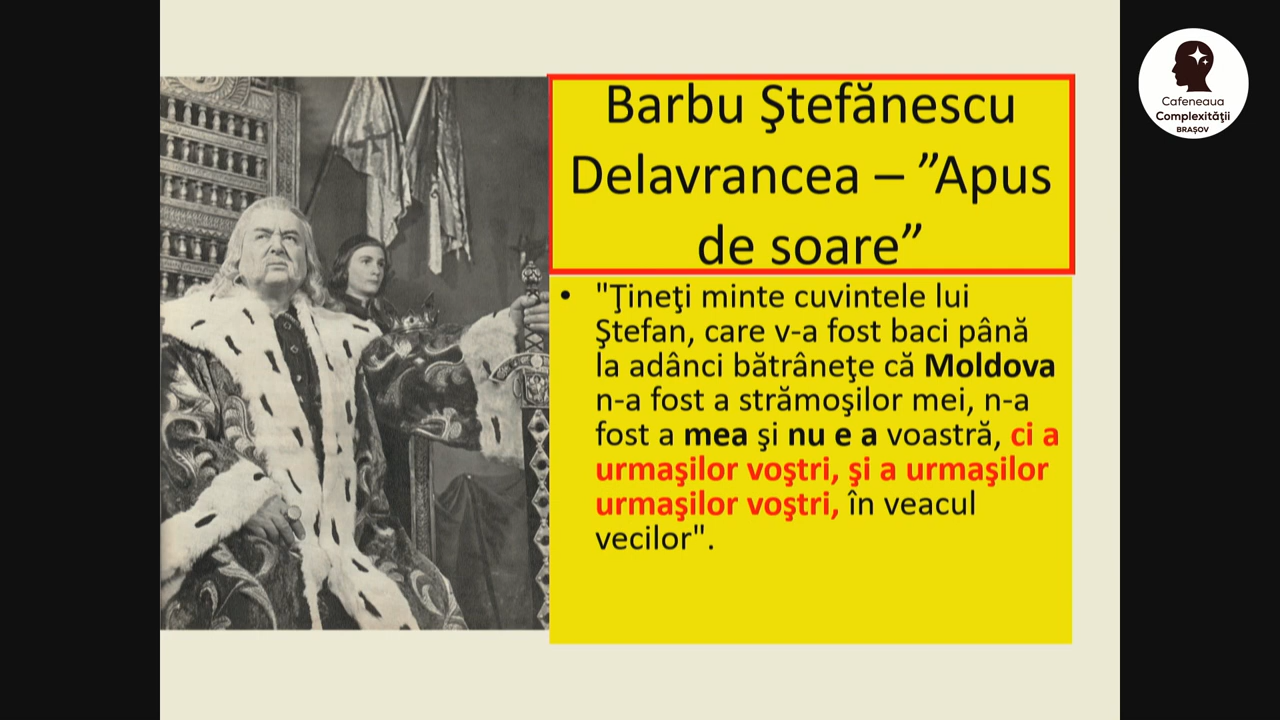 Barbu Ştefănescu
Delavrancea – ”Apus
de soare”
• "Ţineţi minte cuvintele lui
Ştefan, care v-a fost baci până
la adânci bătrâneţe că Moldova
n-a fost a strămoşilor mei, n-a
fost a mea şi nu e a voastră, ci a
urmaşilor voştri, şi a urmaşilor
urmaşilor voştri, în veacul
vecilor".
Cafeneaua
Complexităţii
BRAŞOV